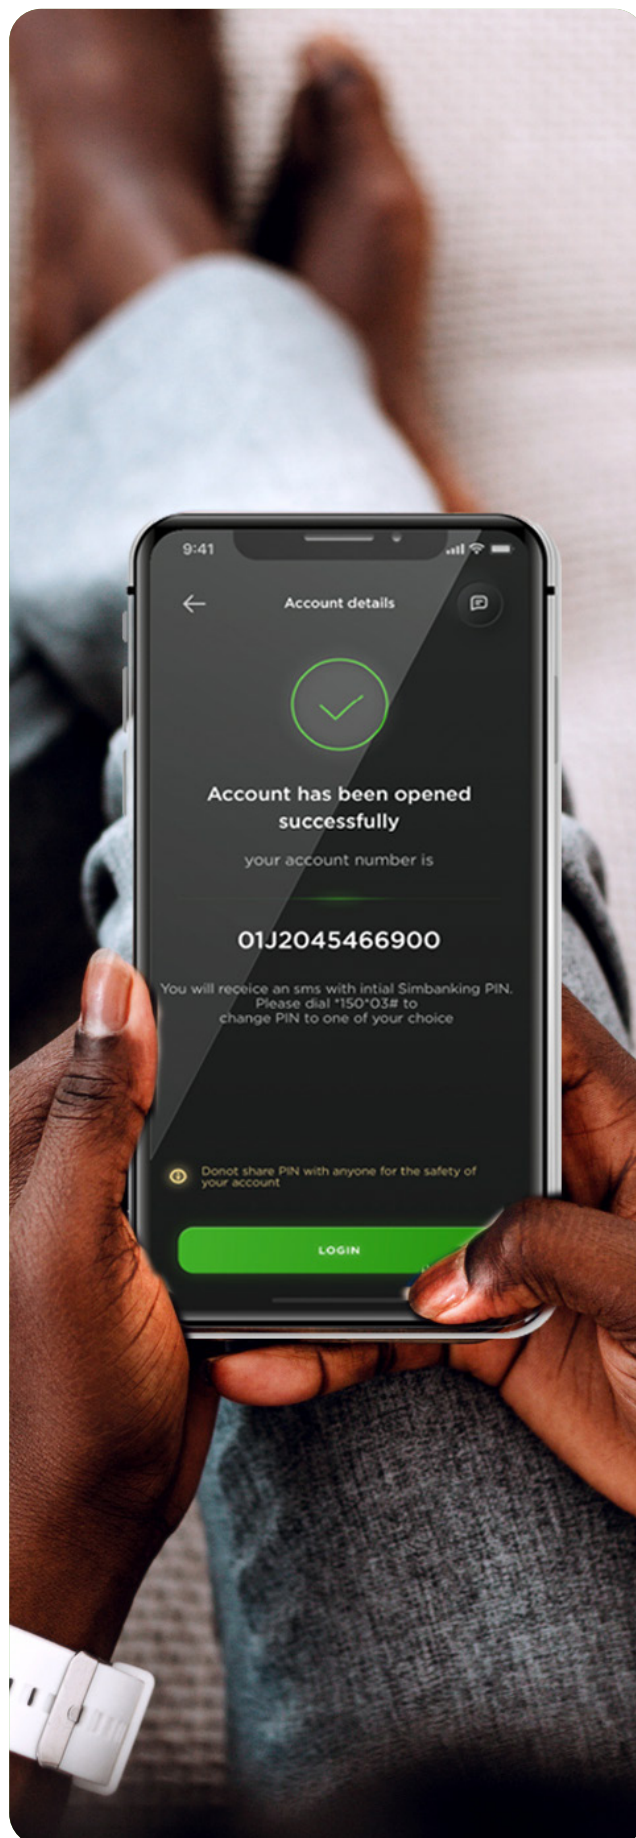 9:41
Account details
Account has been opened
successfully
your account number is
01J2045466900
You will receice an sms with intial Simbanking PIN.
Please dial *150*03# to
change PIN to one of your choice
Donot share PIN with anyone for the safety of
your account
LOGIN